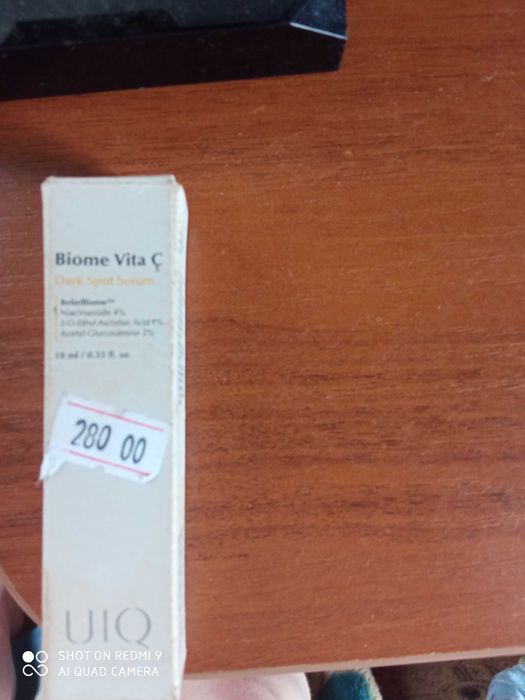 Biome Vita Ç
Dark Spot Serum
ReliefBiome™
Niacinamide 4%
3-O-Ethyl Ascorbic Acid
Acetyl Glucosamine 2%
10 ml / 0.33 fl. oz.
280 00
UIQ
SHOT ON REDMI 9
AI QUAD CAMERA